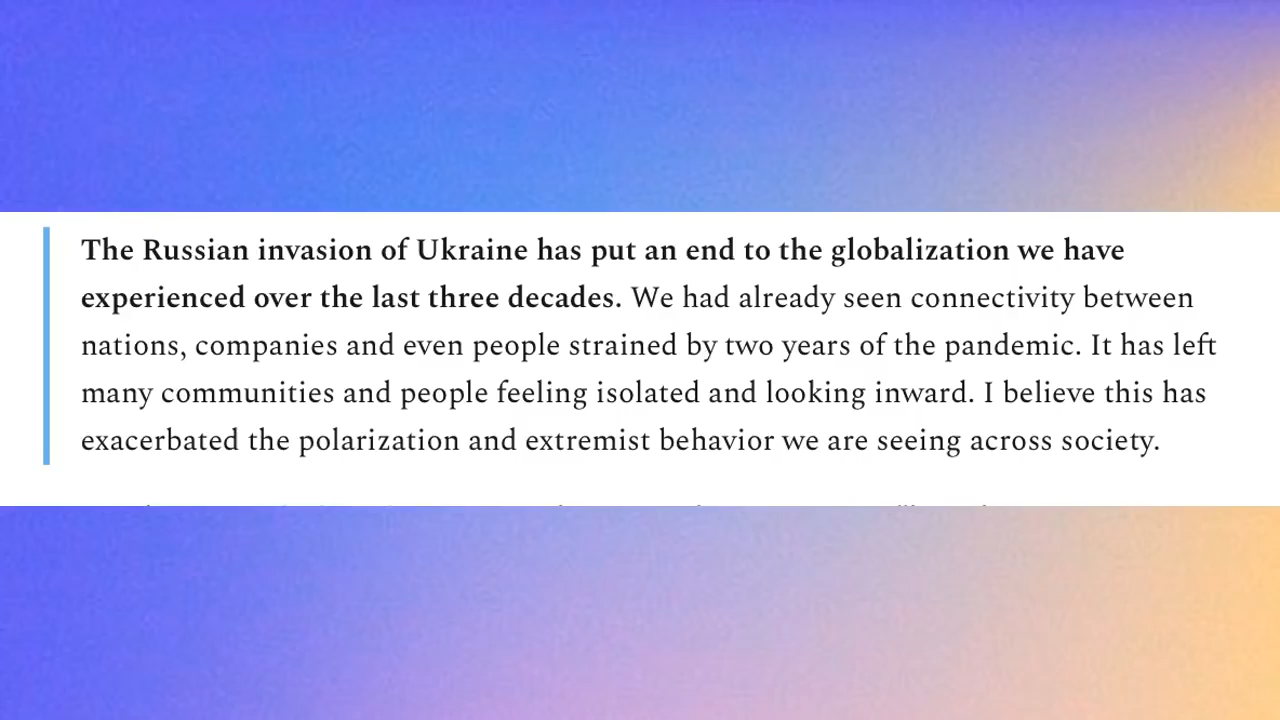 The Russian invasion of Ukraine has put an end to the globalization we have
experienced over the last three decades. We had already seen connectivity between
nations, companies and even people strained by two years of the pandemic. It has left
many communities and people feeling isolated and looking inward. I believe this has
exacerbated the polarization and extremist behavior we are seeing across society.